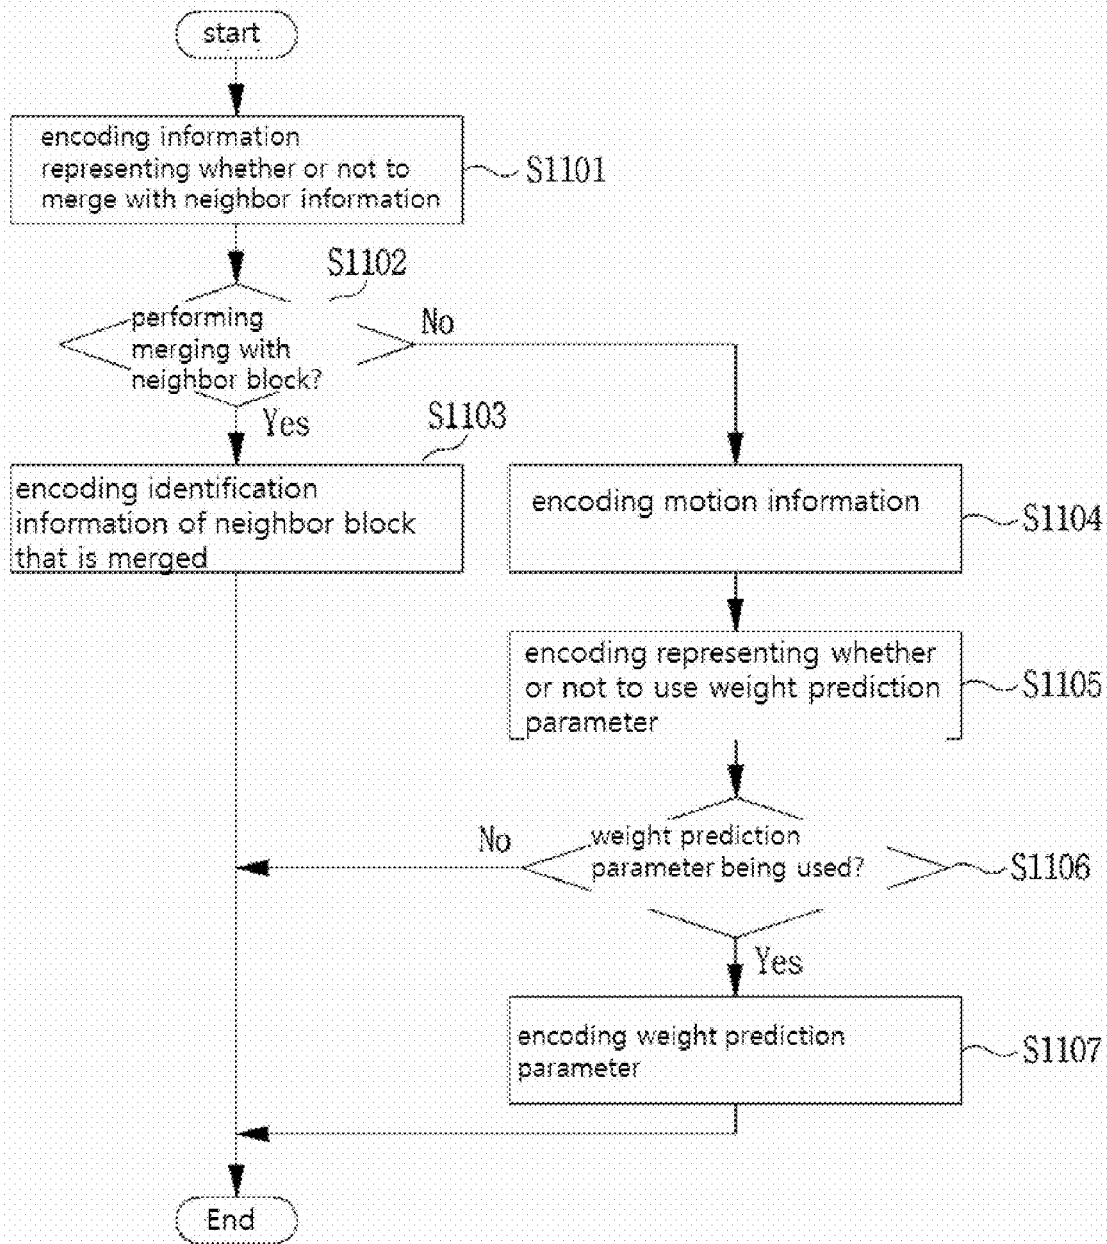 start
encoding information
representing whether or not to
merge with neighbor information
S1101
S1102
performing
merging with
neighbor block?
No
Yes
S1103
encoding identification
information of neighbor block
that is merged
encoding motion information
S1104
encoding representing whether
or not to use weight prediction
parameter
S1105
weight prediction
parameter being used?
No
S1106
Yes
encoding weight prediction
parameter
S1107
End